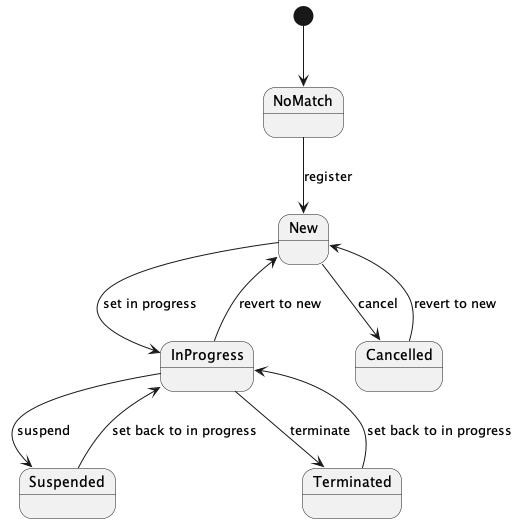 NoMatch
register
New
set in progress
revert to new
cancel
revert to new
InProgress
Cancelled
suspend
set back to in progress
terminate
set back to in progress
Suspended
Terminated